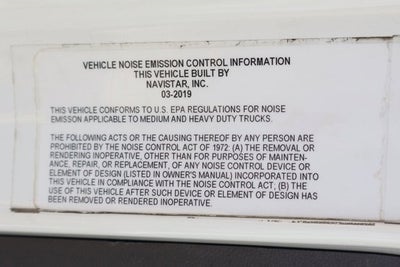 VEHICLE NOISE EMISSION CONTROL INFORMATION
THIS VEHICLE BUILT BY
NAVISTAR, INC.
03-2019
THIS VEHICLE CONFORMS TO U.S. EPA REGULATIONS FOR NOISE
EMISSON APPLICABLE TO MEDIUM AND HEAVY DUTY TRUCKS.
THE FOLLOWING ACTS OR THE CAUSING THEREOF BY ANY PERSON ARE
PROHIBITED BY THE NOISE CONTROL ACT OF 1972: (A) THE REMOVAL OR
RENDERING INOPERATIVE, OTHER THAN FOR PURPOSES OF MAINTEN-
ANCE, REPAIR, OR REPLACEMENT, OF ANY NOISE CONTROL DEVICE OR
ELEMENT OF DESIGN (LISTED IN OWNER'S MANUAL) INCORPORATED INTO
THIS VEHICLE IN COMPLIANCE WITH THE NOISE CONTROL ACT; (B) THE
USE OF THIS VEHICLE AFTER SUCH DEVICE OR ELEMENT OF DESIGN HAS
BEEN REMOVED OR RENDERED INOPERATIVE.